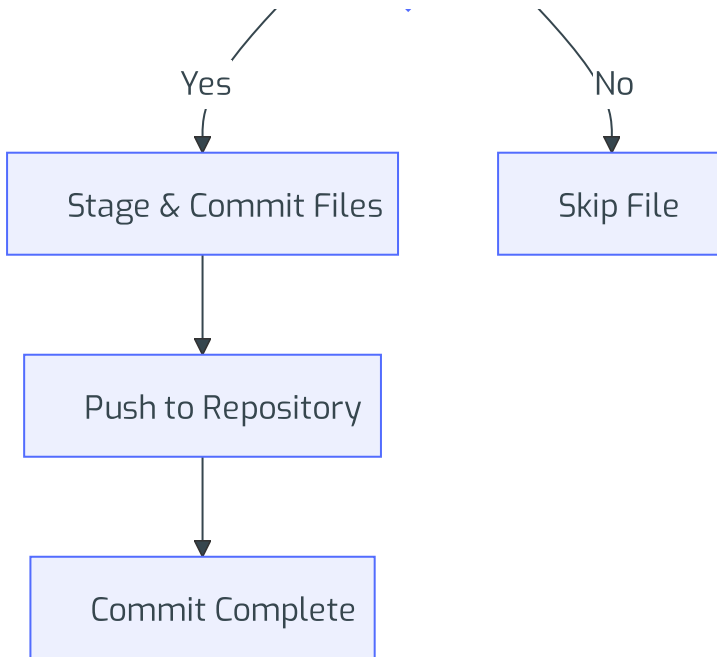 Yes
No
Stage & Commit Files
Skip File
Push to Repository
Commit Complete